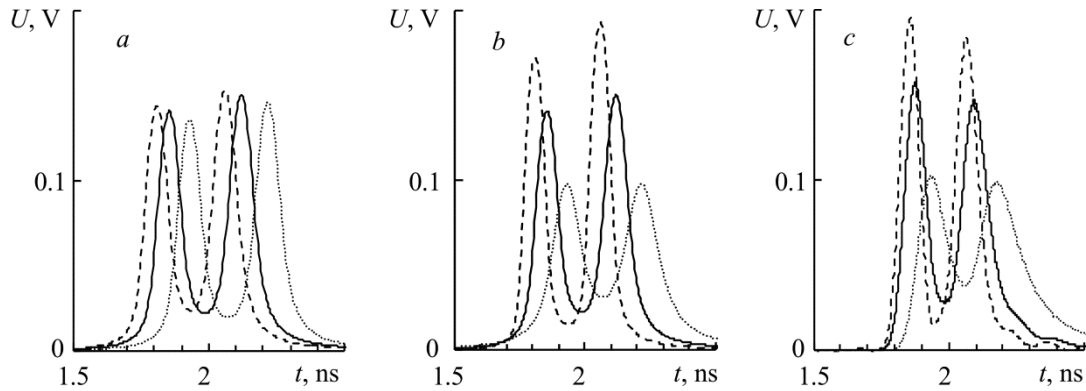 U, V a U, V b U, V c
0.1 0.1 0.1
0 0 0
1.5 2 t, ns 1.5 2 t, ns 1.5 2 t, ns